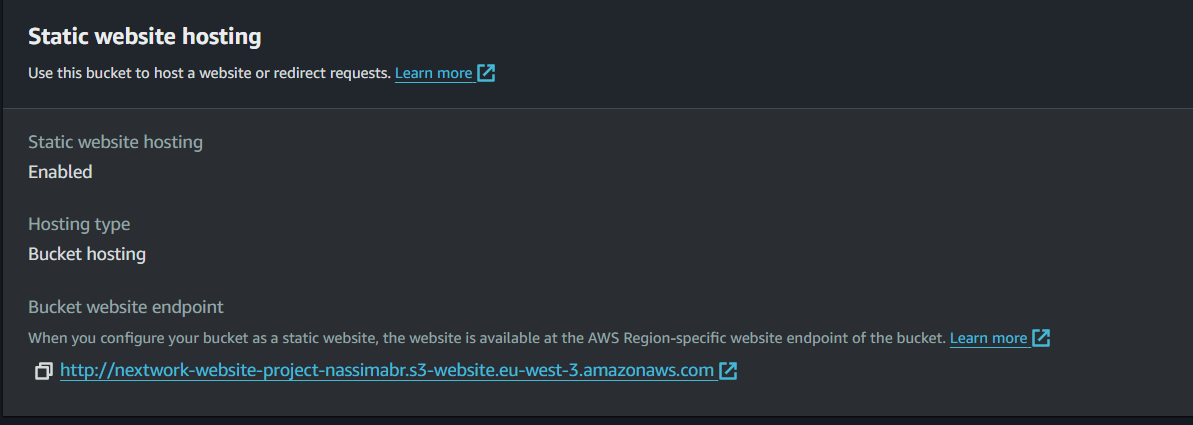 Static website hosting
Use this bucket to host a website or redirect requests. Learn more
Static website hosting
Enabled
Hosting type
Bucket hosting
Bucket website endpoint
When you configure your bucket as a static website, the website is available at the AWS Region-specific website endpoint of the bucket. Learn more
http://nextwork-website-project-nassimabr.s3-website.eu-west-3.amazonaws.com